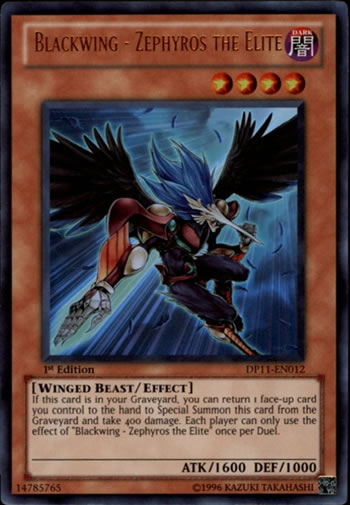 BLACKWING - ZEPHYROS THE ELITE
DARK
闇
1st Edition
DP11-EN012
[WINGED BEAST/EFFECT]
If this card is in your Graveyard, you can return 1 face-up card
you control to the hand to Special Summon this card from the
Graveyard and take 400 damage. Each player can only use the
effect of "Blackwing - Zephyros the Elite" once per Duel.
ATK/1600 DEF/1000
14785765
©1996 KAZUKI TAKAHASHI